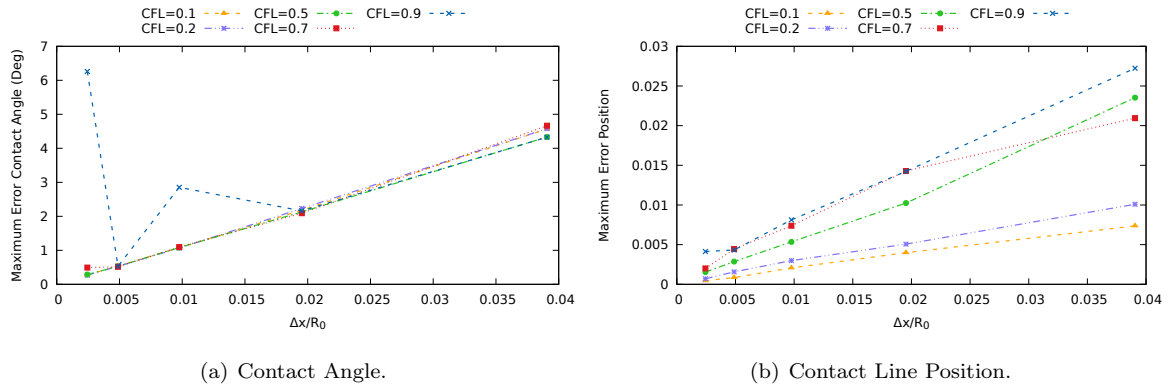 CFL=0.1 CFL=0.5 CFL=0.9
CFL=0.2 CFL=0.7
Maximum Error Contact Angle (Deg)
7
6
5
4
3
2
1
0
0 0.005 0.01 0.015 0.02 0.025 0.03 0.035 0.04
Δx/R₀
(a) Contact Angle.
CFL=0.1 CFL=0.5 CFL=0.9
CFL=0.2 CFL=0.7
Maximum Error Position
0.03
0.025
0.02
0.015
0.01
0.005
0
0 0.005 0.01 0.015 0.02 0.025 0.03 0.035 0.04
Δx/R₀
(b) Contact Line Position.